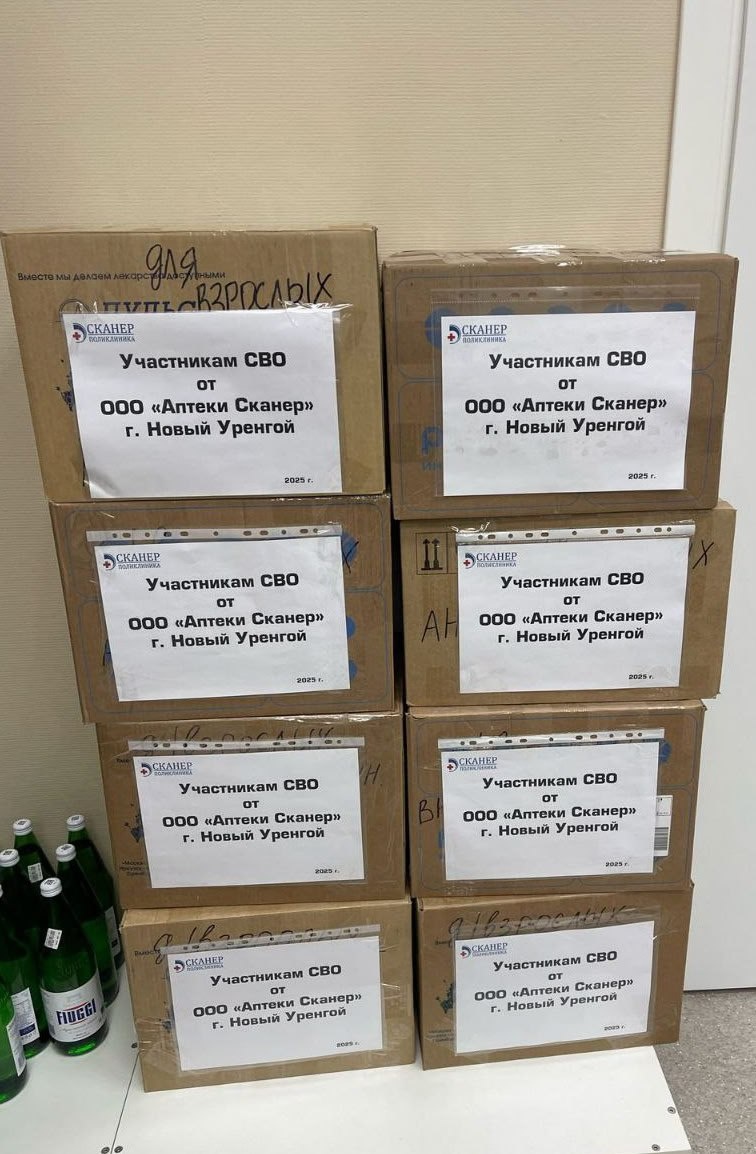 для
Вместе мы делаем лекарства доступными
ВЗРОСЛЫХ
ПУЛЬС
СКАНЕР
ПОЛИКЛИНИКА
Участникам СВО
от
ООО «Аптеки Сканер»
г. Новый Уренгой
2025 г.
СКАНЕР
ПОЛИКЛИНИКА
Участникам СВО
от
ООО «Аптеки Сканер»
г. Новый Уренгой
2025 г.
СКАНЕР
ПОЛИКЛИНИКА
Участникам СВО
от
ООО «Аптеки Сканер»
г. Новый Уренгой
2025 г.
Х
АН
СКАНЕР
ПОЛИКЛИНИКА
Участникам СВО
от
ООО «Аптеки Сканер»
г. Новый Уренгой
2025 г.
д/взрослых
СКАНЕР
ПОЛИКЛИНИКА
Участникам СВО
от
ООО «Аптеки Сканер»
г. Новый Уренгой
2025 г.
СКАНЕР
ПОЛИКЛИНИКА
Участникам СВО
от
ООО «Аптеки Сканер»
г. Новый Уренгой
2025 г.
д/взрослых
СКАНЕР
ПОЛИКЛИНИКА
Участникам СВО
от
ООО «Аптеки Сканер»
г. Новый Уренгой
2025 г.
д/взрослых
СКАНЕР
ПОЛИКЛИНИКА
Участникам СВО
от
ООО «Аптеки Сканер»
г. Новый Уренгой
2025 г.
FIUGGI